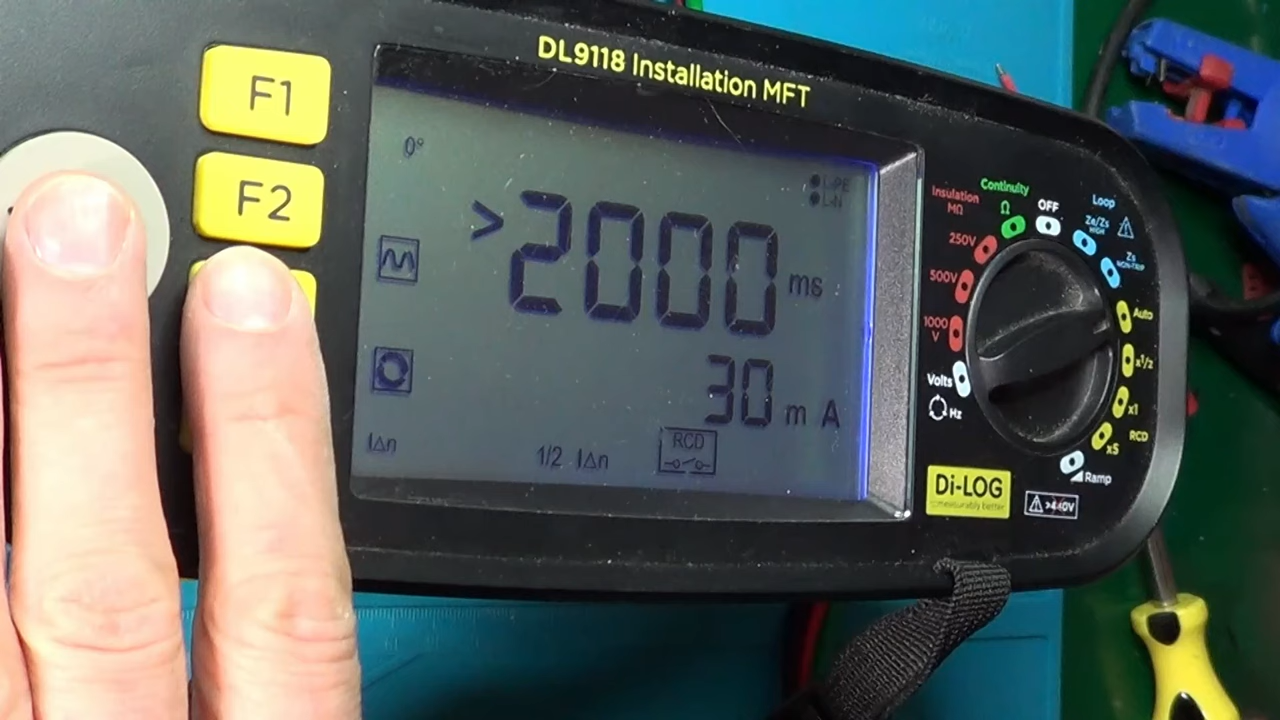 DL9118 Installation MFT
F1
F2
0°
L-PE
L-N
>2000 ms
30 m A
IΔn
1/2 IΔn
RCD
Insulation
MΩ
Continuity
Ω
OFF
Loop
Ze/Zs
HIGH
Zs
NON-TRIP
250V
500V
1000
V
Volts
Hz
Auto
x1/2
x1
RCD
x5
Ramp
Di-LOG
measurably better
>440V